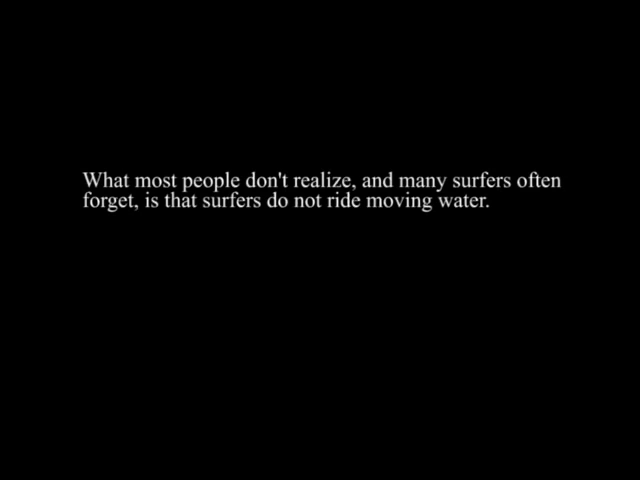 What most people don't realize, and many surfers often
forget, is that surfers do not ride moving water.